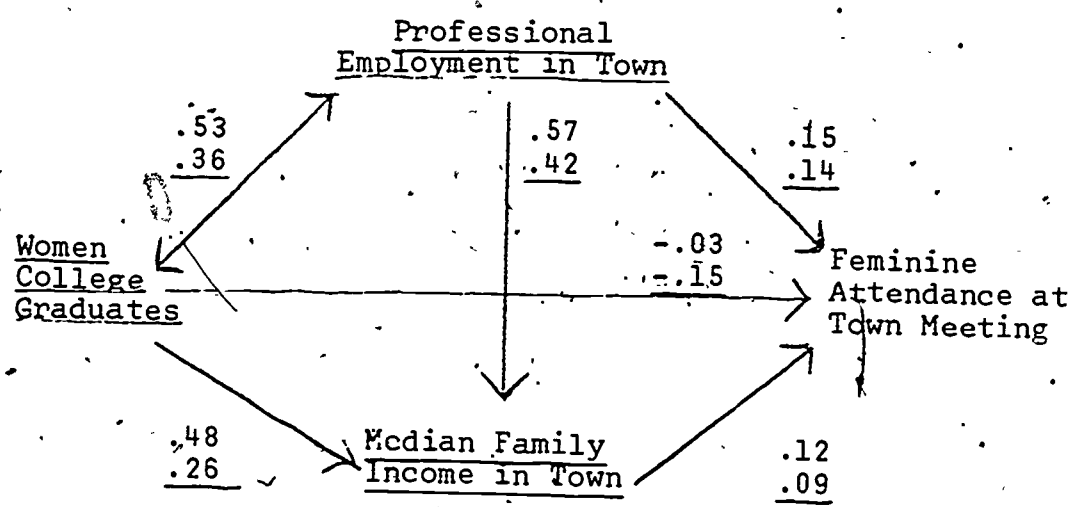 Professional
Employment in Town
.53
.36
.57
.42
.15
.14
Women
College
Graduates
-.03
-.15
Feminine
Attendance at
Town Meeting
.48
.26
Median Family
Income in Town
.12
.09